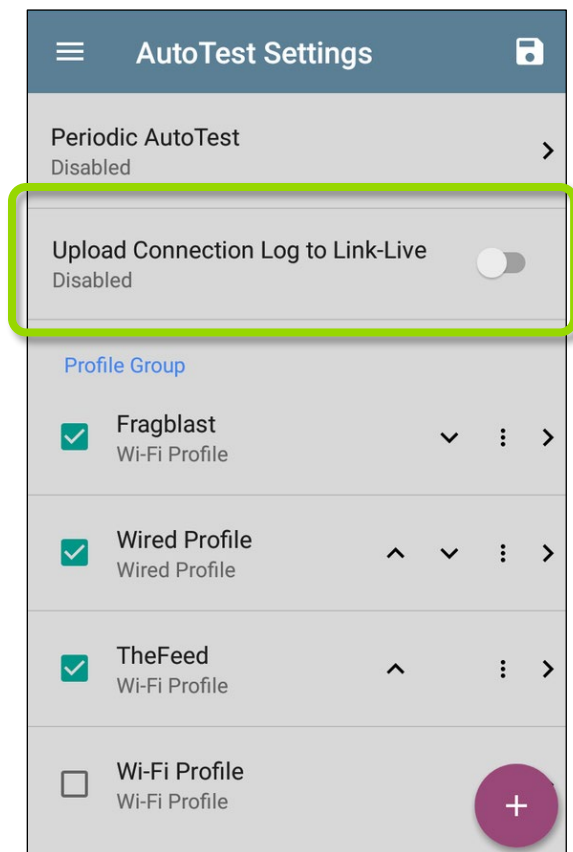 AutoTest Settings
Periodic AutoTest
Disabled
Upload Connection Log to Link-Live
Disabled
Profile Group
Fragblast
Wi-Fi Profile
Wired Profile
Wired Profile
TheFeed
Wi-Fi Profile
Wi-Fi Profile
Wi-Fi Profile